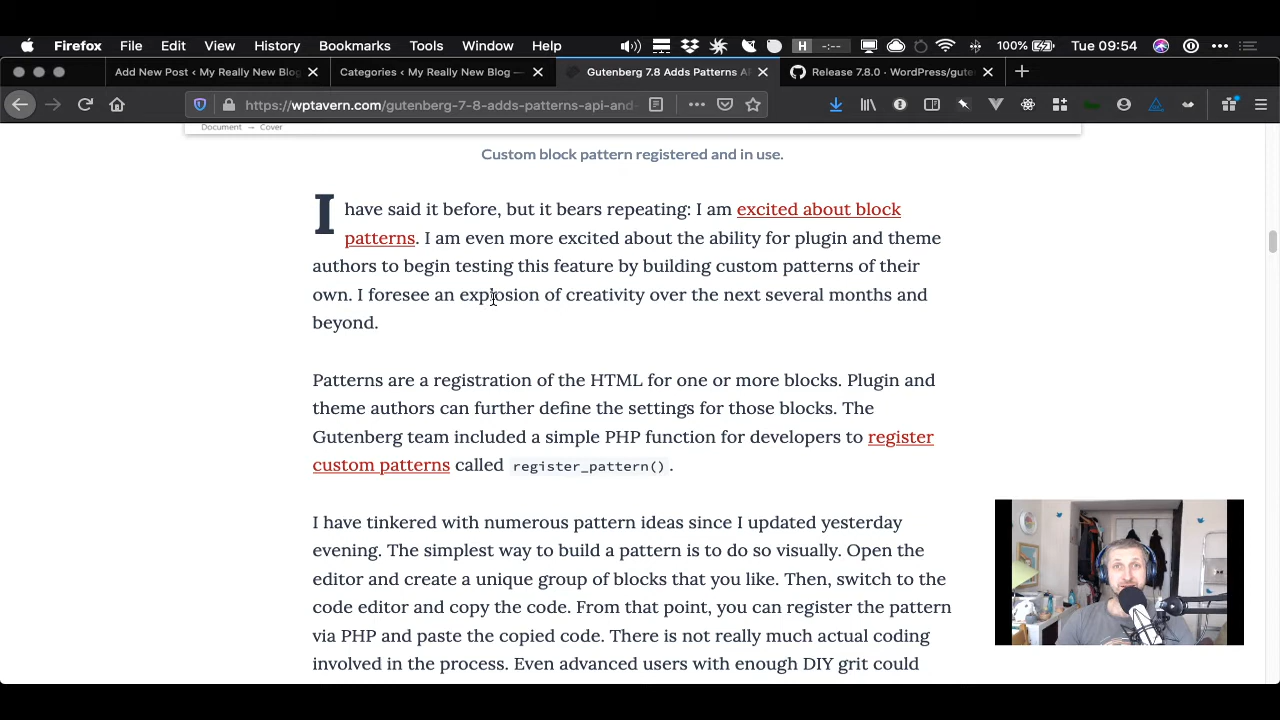 Firefox File Edit View History Bookmarks Tools Window Help H -:-- 100% Tue 09:54
Add New Post ‹ My Really New Blog Categories ‹ My Really New Blog — Gutenberg 7.8 Adds Patterns A Release 7.8.0 · WordPress/gute
https://wptavern.com/gutenberg-7-8-adds-patterns-api-and-
Document → Cover
Custom block pattern registered and in use.
I have said it before, but it bears repeating: I am excited about block
patterns. I am even more excited about the ability for plugin and theme
authors to begin testing this feature by building custom patterns of their
own. I foresee an explosion of creativity over the next several months and
beyond.
Patterns are a registration of the HTML for one or more blocks. Plugin and
theme authors can further define the settings for those blocks. The
Gutenberg team included a simple PHP function for developers to register
custom patterns called register_pattern().
I have tinkered with numerous pattern ideas since I updated yesterday
evening. The simplest way to build a pattern is to do so visually. Open the
editor and create a unique group of blocks that you like. Then, switch to the
code editor and copy the code. From that point, you can register the pattern
via PHP and paste the copied code. There is not really much actual coding
involved in the process. Even advanced users with enough DIY grit could